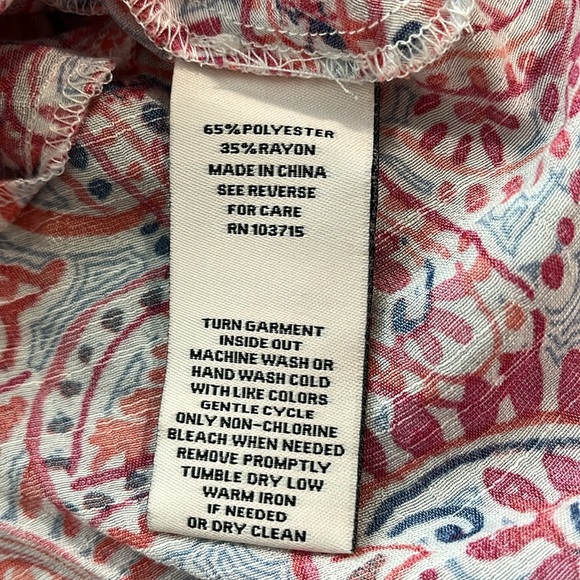 65% POLYESTER
35% RAYON
MADE IN CHINA
SEE REVERSE
FOR CARE
RN 103715
TURN GARMENT
INSIDE OUT
MACHINE WASH OR
HAND WASH COLD
WITH LIKE COLORS
GENTLE CYCLE
ONLY NON-CHLORINE
BLEACH WHEN NEEDED
REMOVE PROMPTLY
TUMBLE DRY LOW
WARM IRON
IF NEEDED
OR DRY CLEAN